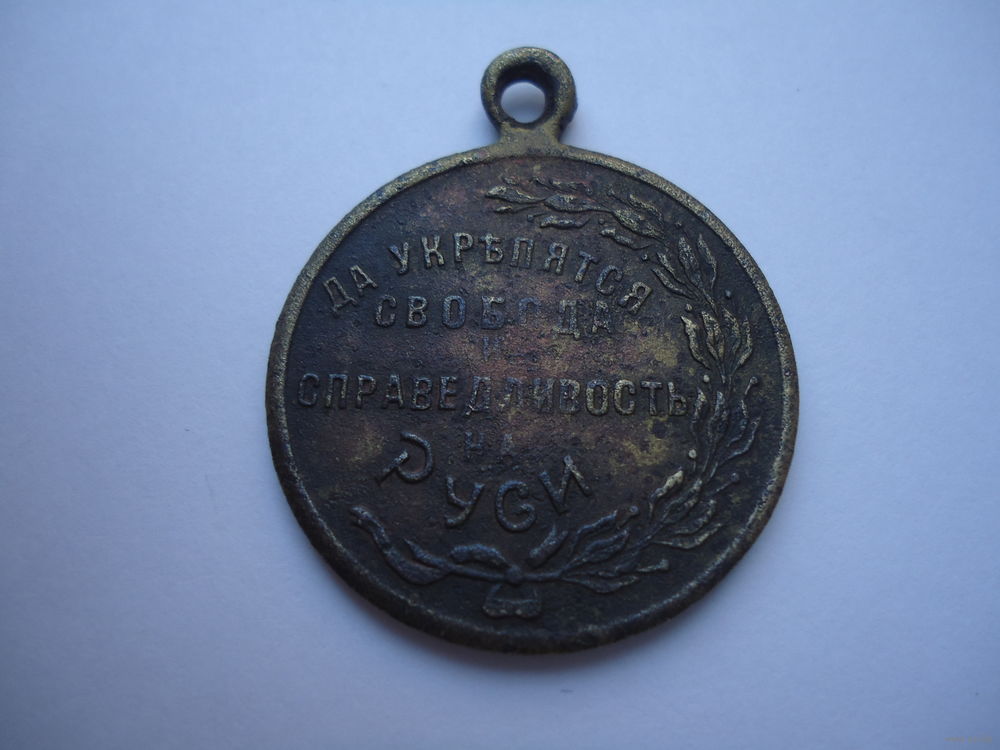 ДА УКРѢПЯТСЯ
СВОБОДА
И
СПРАВЕДЛИВОСТЬ
НА
РУСИ